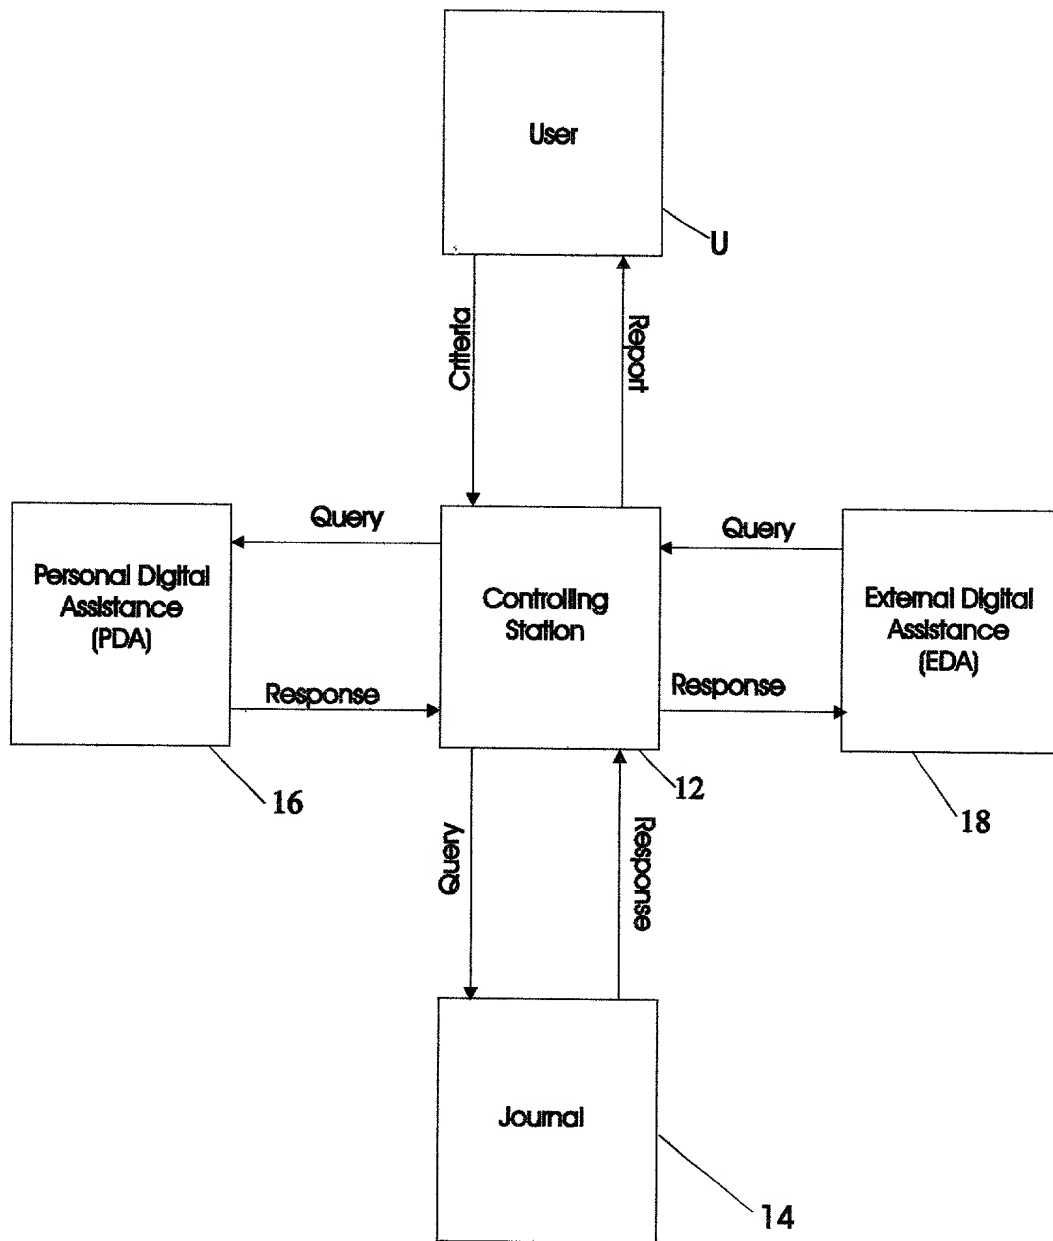 User
U
Criteria
Report
Query
Query
Personal Digital
Assistance
(PDA)
Controlling
Station
External Digital
Assistance
(EDA)
Response
Response
16
12
18
Query
Response
Journal
14